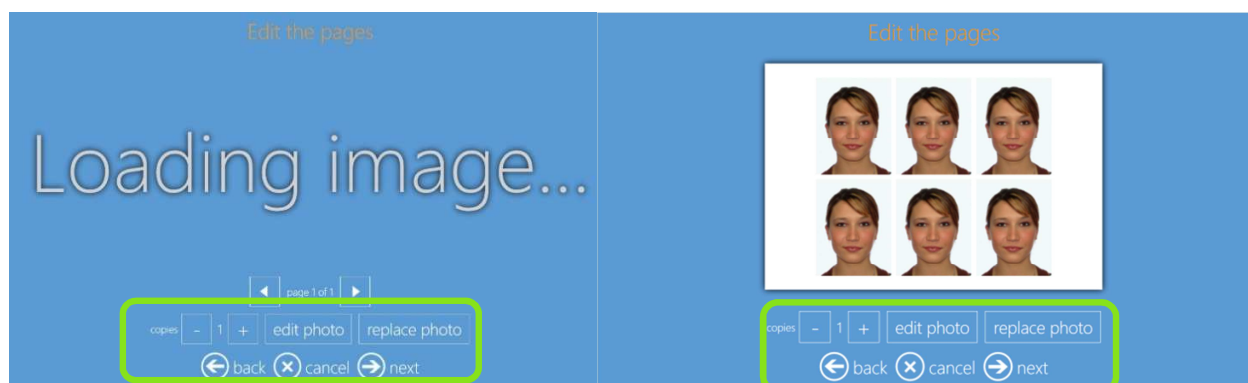 Edit the pages
Loading image...
page 1 of 1
copies - 1 + edit photo replace photo
back cancel next
Edit the pages
copies - 1 + edit photo replace photo
back cancel next